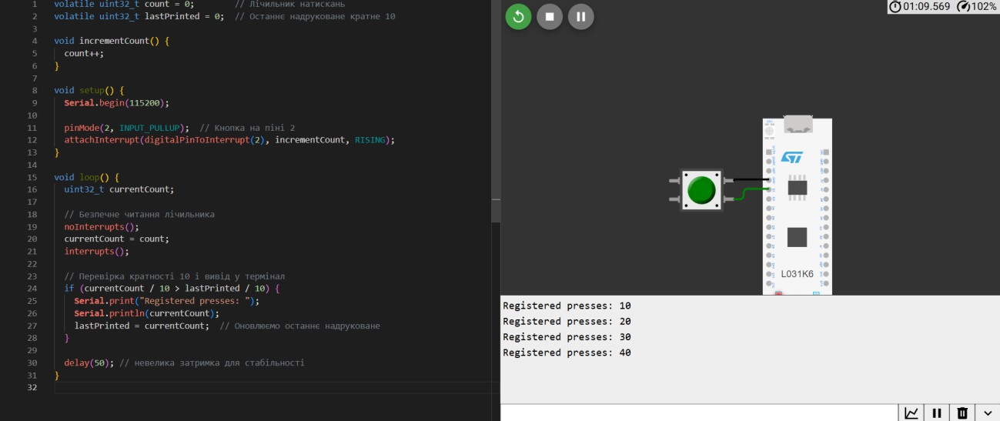 1 volatile uint32_t count = 0; // Лічильник натискань
2 volatile uint32_t lastPrinted = 0; // Останнє надруковане кратне 10
3
4 void incrementCount() {
5 count++;
6 }
7
8 void setup() {
9 Serial.begin(115200);
10
11 pinMode(2, INPUT_PULLUP); // Кнопка на піні 2
12 attachInterrupt(digitalPinToInterrupt(2), incrementCount, RISING);
13 }
14
15 void loop() {
16 uint32_t currentCount;
17
18 // Безпечне читання лічильника
19 noInterrupts();
20 currentCount = count;
21 interrupts();
22
23 // Перевірка кратності 10 і вивід у термінал
24 if (currentCount / 10 > lastPrinted / 10) {
25 Serial.print("Registered presses: ");
26 Serial.println(currentCount);
27 lastPrinted = currentCount; // Оновлюємо останнє надруковане
28 }
29
30 delay(50); // невелика затримка для стабільності
31 }
32
01:09.569 102%
ST
L031K6
Registered presses: 10
Registered presses: 20
Registered presses: 30
Registered presses: 40